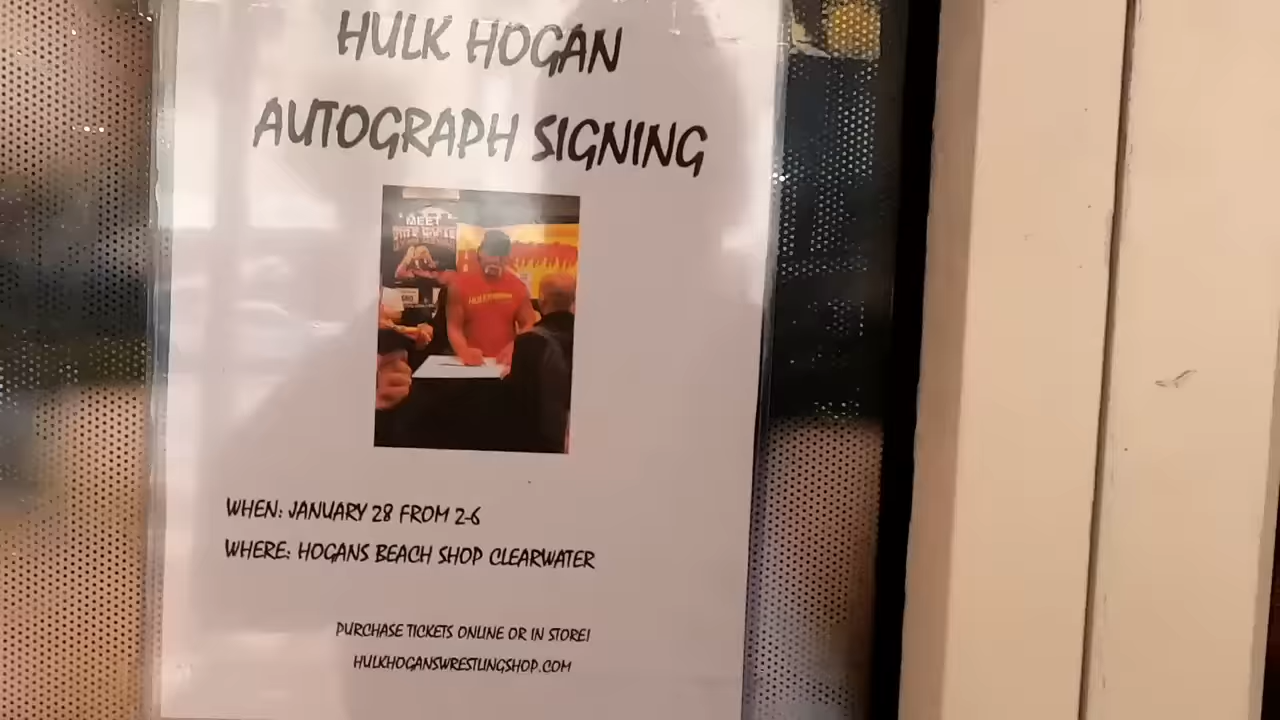 HULK HOGAN
AUTOGRAPH SIGNING
MEET
WHEN: JANUARY 28 FROM 2-6
WHERE: HOGANS BEACH SHOP CLEARWATER
PURCHASE TICKETS ONLINE OR IN STORE!
HULKHOGANSWRESTLINGSHOP.COM